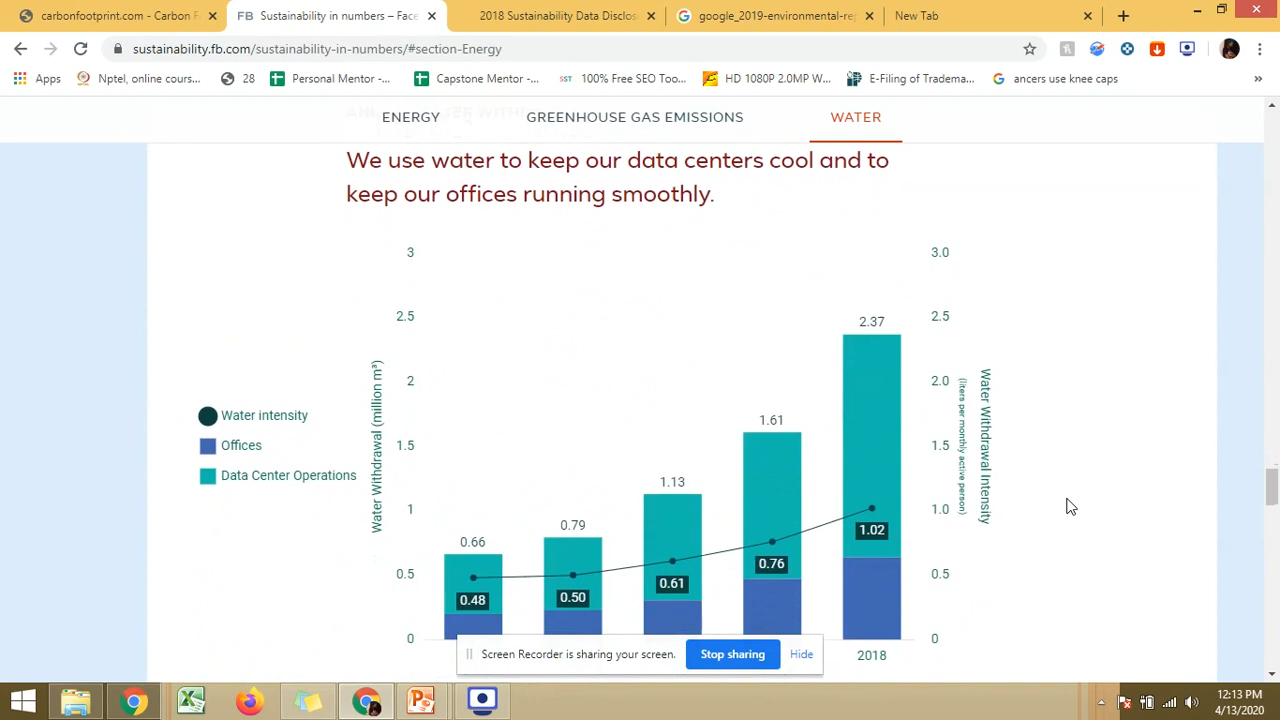 carbonfootprint.com - Carbon F
FB Sustainability in numbers – Face
2018 Sustainability Data Disclos
google_2019-environmental-rep
New Tab
sustainability.fb.com/sustainability-in-numbers/#section-Energy
Apps
Nptel, online cours...
28
Personal Mentor -...
Capstone Mentor -...
SST 100% Free SEO Too...
HD 1080P 2.0MP W...
E-Filing of Tradema...
ancers use knee caps
»
ENERGY
GREENHOUSE GAS EMISSIONS
WATER
We use water to keep our data centers cool and to
keep our offices running smoothly.
Water intensity
Offices
Data Center Operations
Water Withdrawal (million m³)
3
2.5
2
1.5
1
0.5
0
0.66
0.79
1.13
1.61
2.37
0.48
0.50
0.61
0.76
1.02
2018
3.0
2.5
2.0
1.5
1.0
0.5
0
Water Withdrawal Intensity
(liters per monthly active person)
Screen Recorder is sharing your screen.
Stop sharing
Hide
12:13 PM
4/13/2020